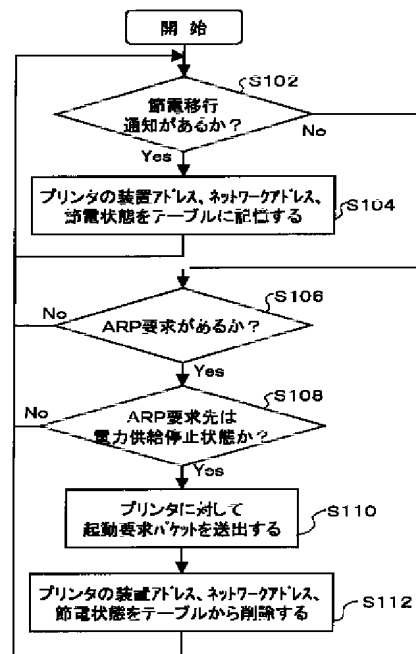 開 始
S102
節電移行
通知があるか?
No
Yes
プリンタの装置アドレス、ネットワークアドレス、
節電状態をテーブルに記憶する
S104
S106
No
ARP要求があるか?
Yes
S108
No
ARP要求先は
電力供給停止状態か?
Yes
プリンタに対して
起動要求パケットを送出する
S110
プリンタの装置アドレス、ネットワークアドレス、
節電状態をテーブルから削除する
S112